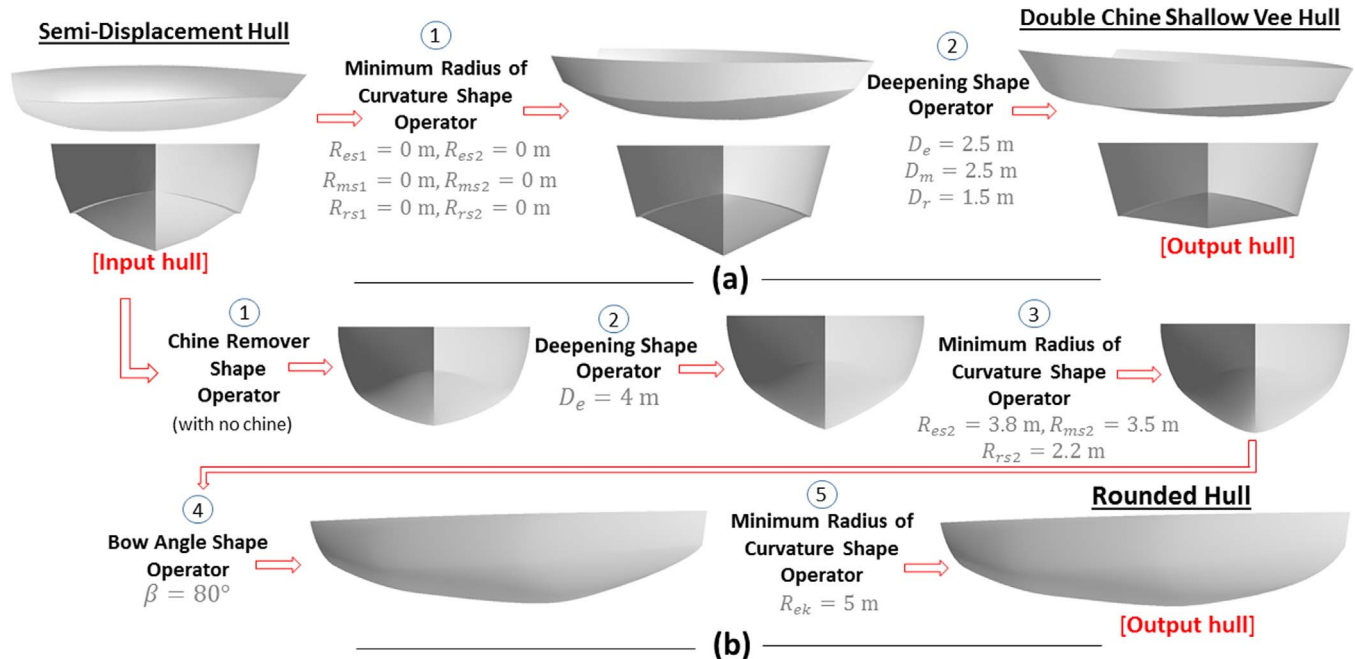 Semi-Displacement Hull
1
Minimum Radius of
Curvature Shape
Operator
R_es1 = 0 m, R_es2 = 0 m
R_ms1 = 0 m, R_ms2 = 0 m
R_rs1 = 0 m, R_rs2 = 0 m
2
Deepening Shape
Operator
D_e = 2.5 m
D_m = 2.5 m
D_r = 1.5 m
Double Chine Shallow Vee Hull
[Input hull]
[Output hull]
(a)
1
Chine Remover
Shape
Operator
(with no chine)
2
Deepening Shape
Operator
D_e = 4 m
3
Minimum Radius of
Curvature Shape
Operator
R_es2 = 3.8 m, R_ms2 = 3.5 m
R_rs2 = 2.2 m
4
Bow Angle Shape
Operator
β = 80°
5
Minimum Radius of
Curvature Shape
Operator
R_ek = 5 m
Rounded Hull
[Output hull]
(b)